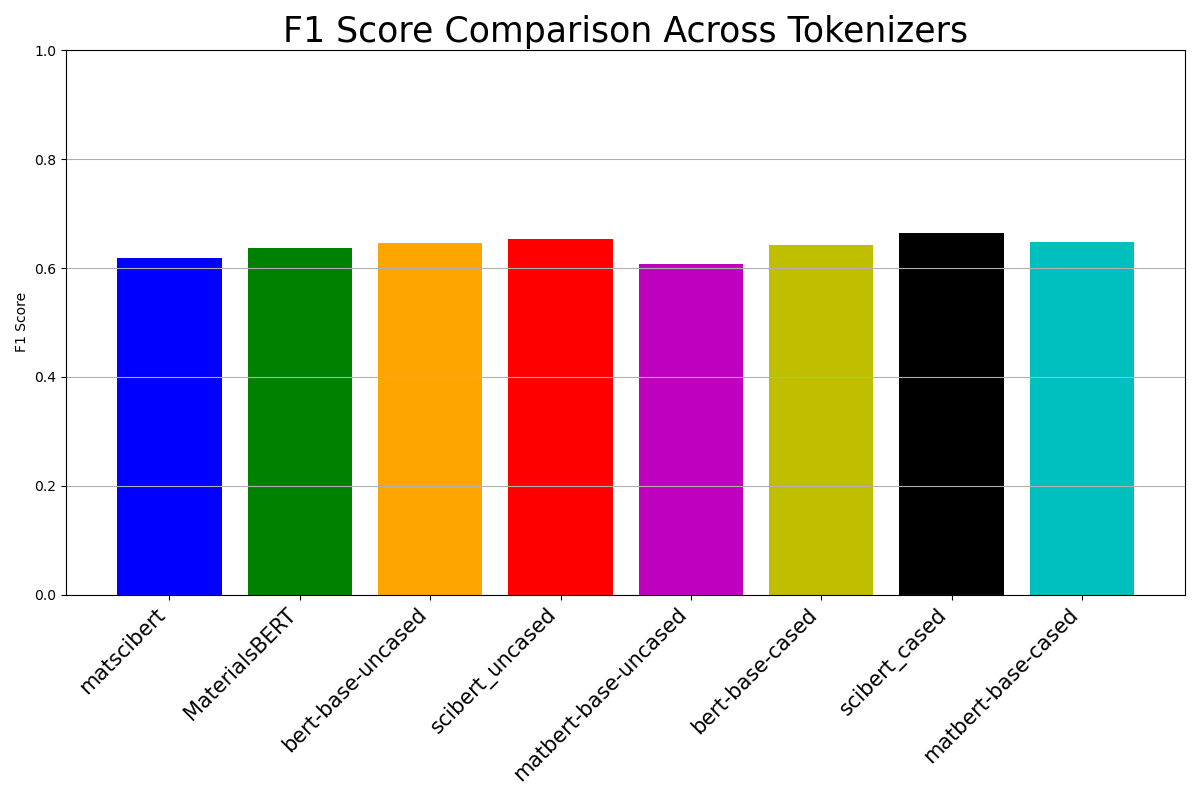 F1 Score Comparison Across Tokenizers
1.0
0.8
0.6
0.4
0.2
0.0
F1 Score
matscibert
MaterialsBERT
bert-base-uncased
scibert_uncased
matbert-base-uncased
bert-base-cased
scibert_cased
matbert-base-cased